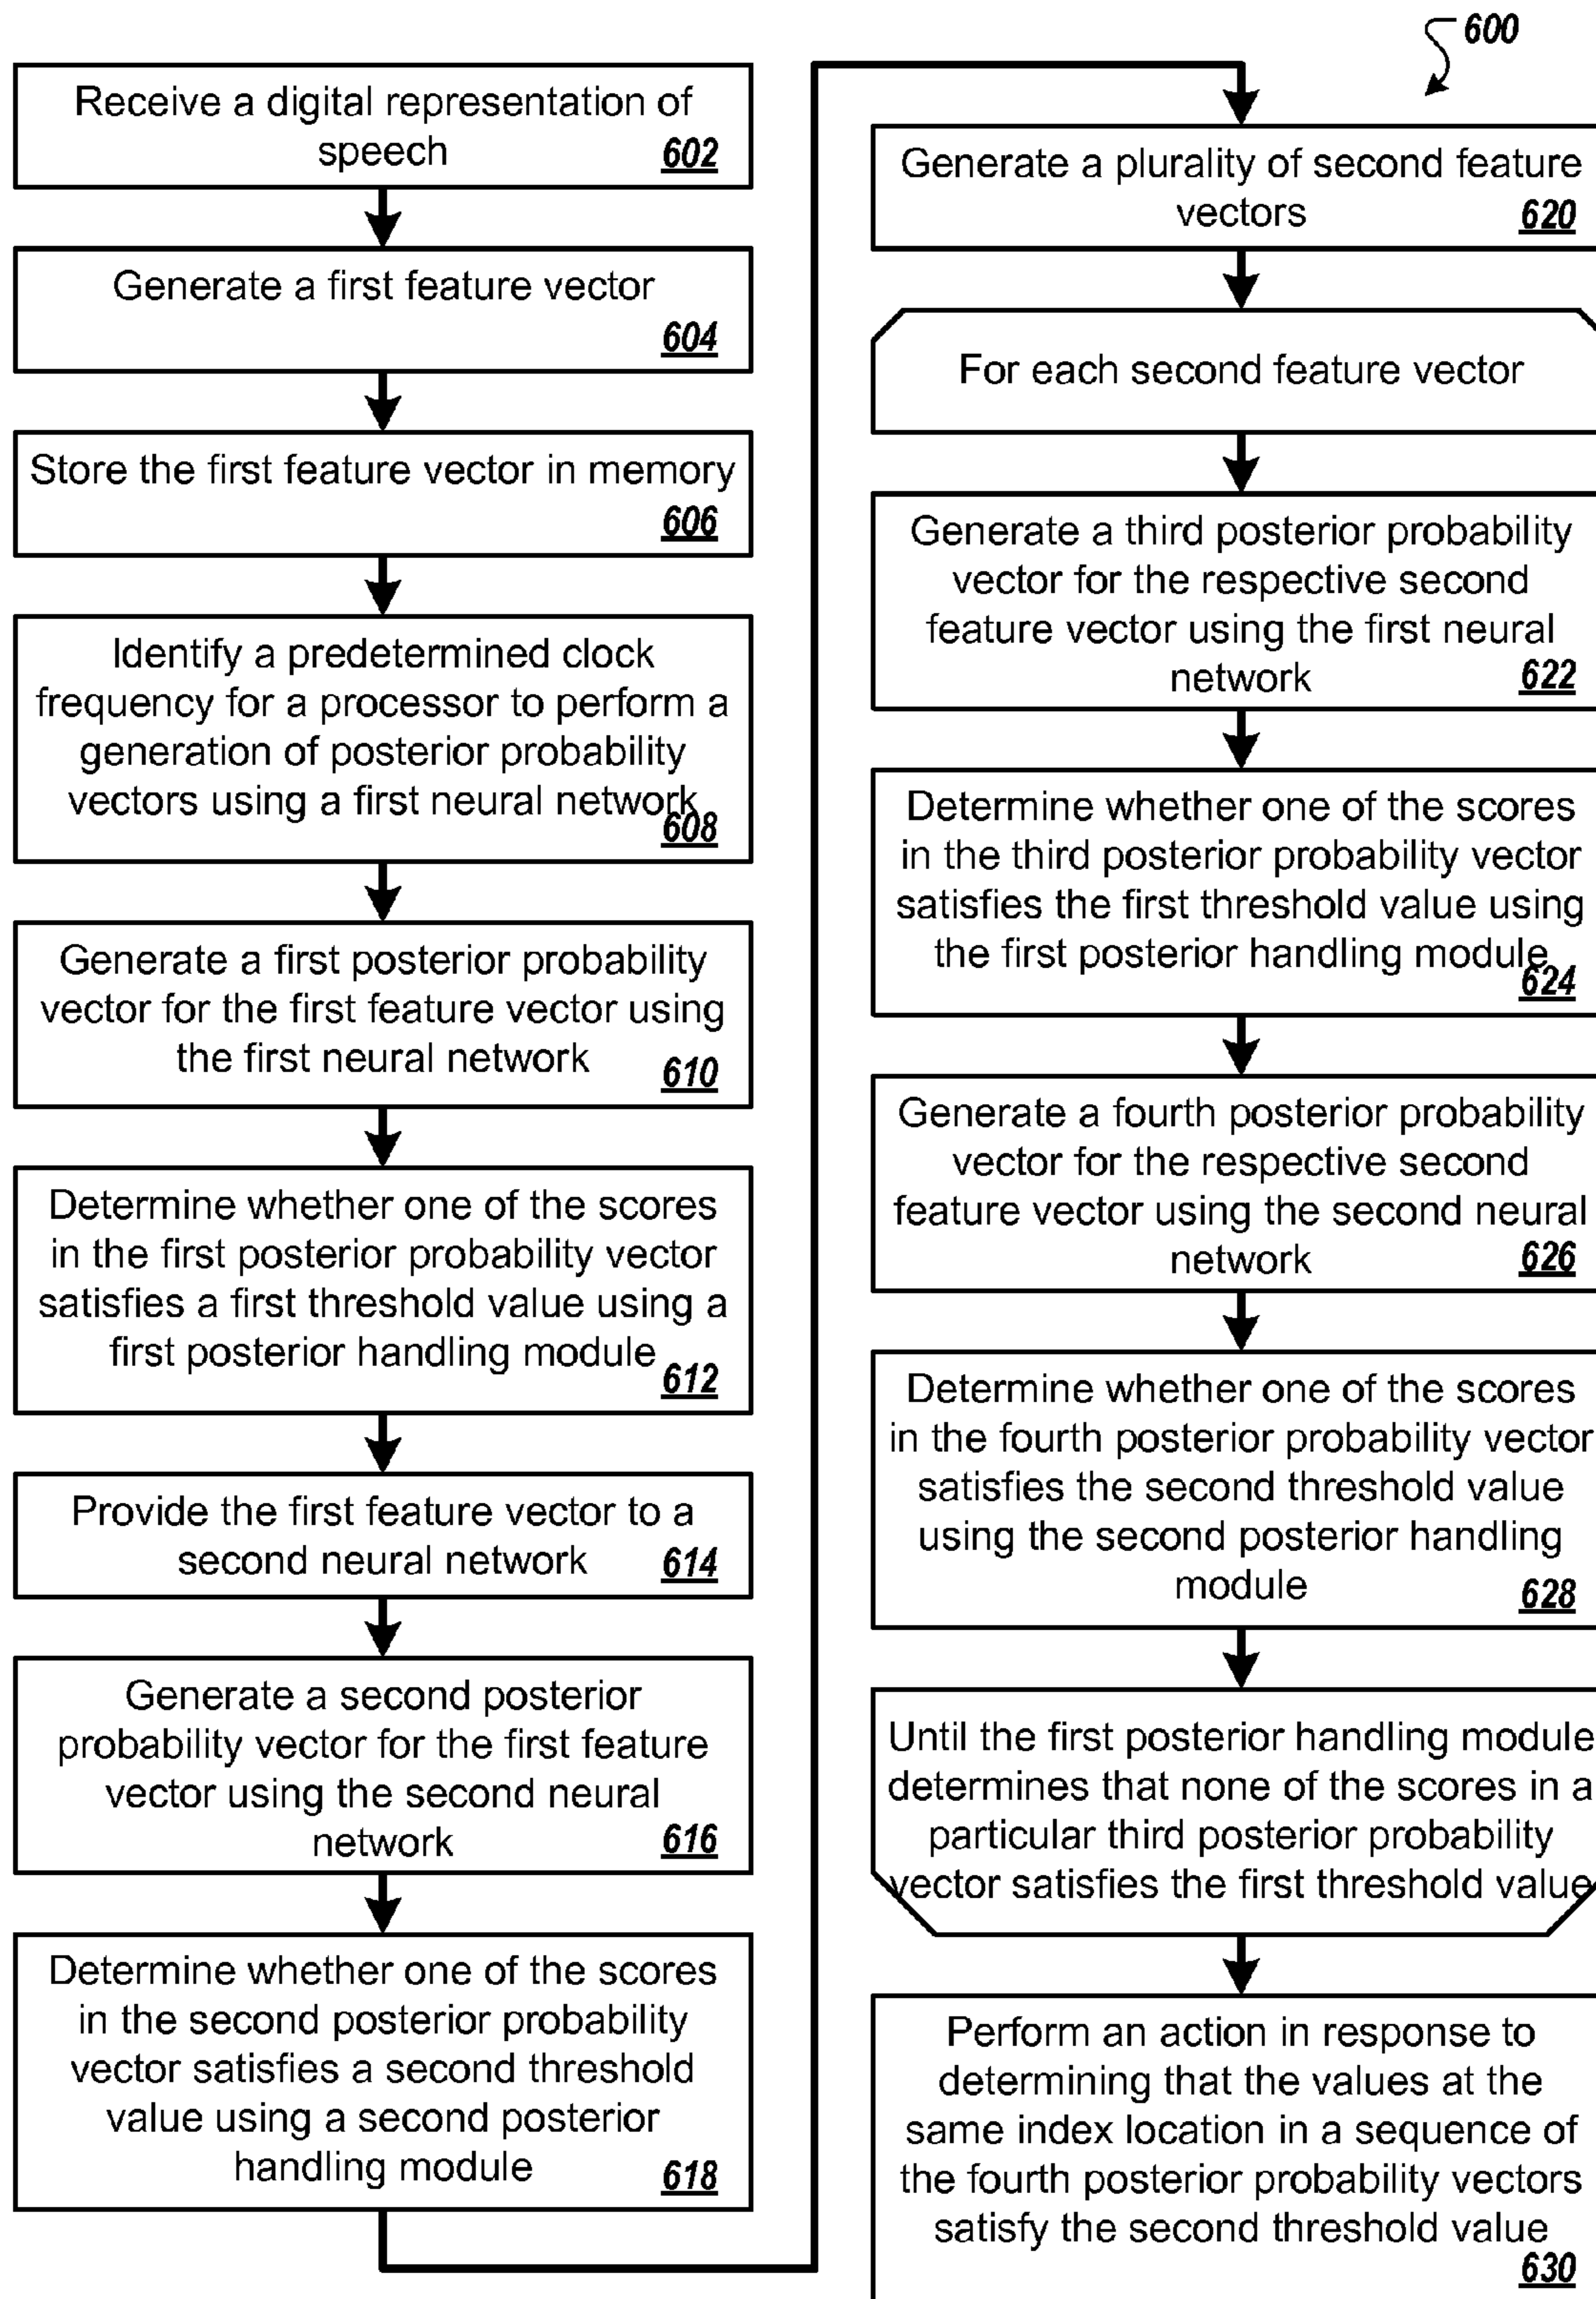 600
Receive a digital representation of
speech 602
Generate a first feature vector
604
Store the first feature vector in memory
606
Identify a predetermined clock
frequency for a processor to perform a
generation of posterior probability
vectors using a first neural network
608
Generate a first posterior probability
vector for the first feature vector using
the first neural network 610
Determine whether one of the scores
in the first posterior probability vector
satisfies a first threshold value using a
first posterior handling module
612
Provide the first feature vector to a
second neural network 614
Generate a second posterior
probability vector for the first feature
vector using the second neural
network 616
Determine whether one of the scores
in the second posterior probability
vector satisfies a second threshold
value using a second posterior
handling module 618
Generate a plurality of second feature
vectors 620
For each second feature vector
Generate a third posterior probability
vector for the respective second
feature vector using the first neural
network 622
Determine whether one of the scores
in the third posterior probability vector
satisfies the first threshold value using
the first posterior handling module
624
Generate a fourth posterior probability
vector for the respective second
feature vector using the second neural
network 626
Determine whether one of the scores
in the fourth posterior probability vector
satisfies the second threshold value
using the second posterior handling
module 628
Until the first posterior handling module
determines that none of the scores in a
particular third posterior probability
vector satisfies the first threshold value
Perform an action in response to
determining that the values at the
same index location in a sequence of
the fourth posterior probability vectors
satisfy the second threshold value
630